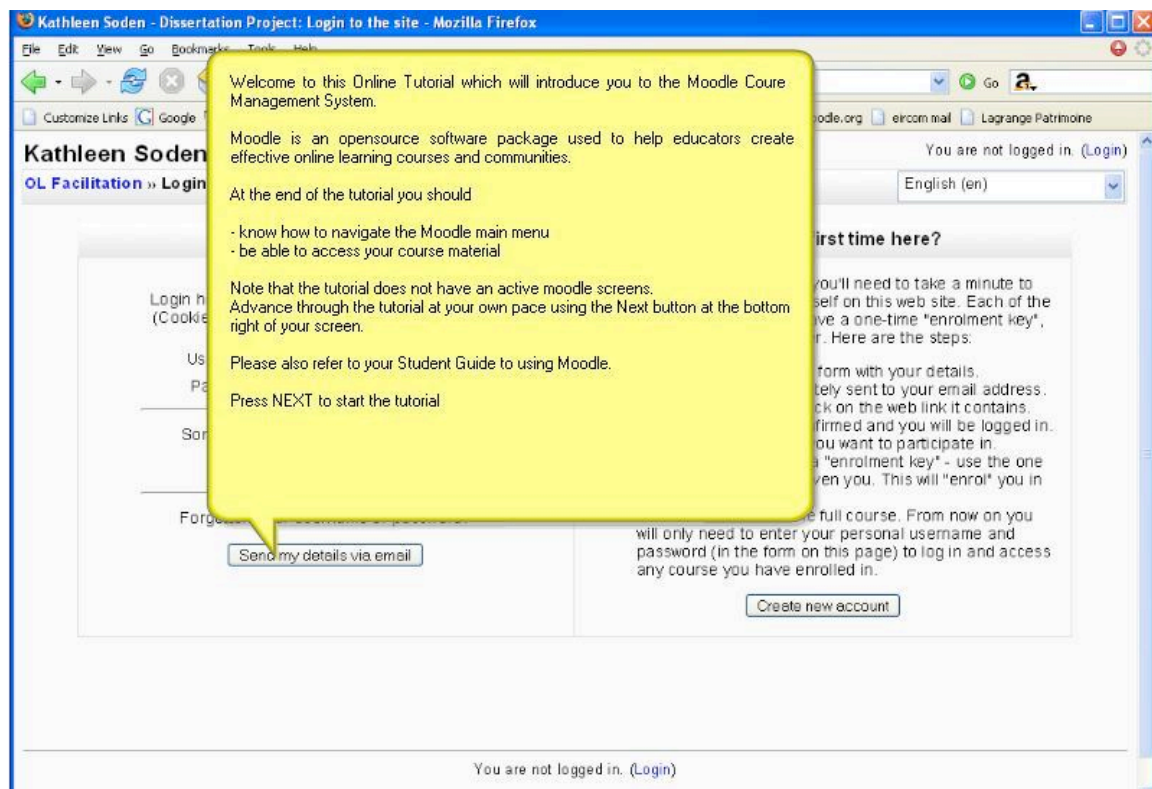 Kathleen Soden - Dissertation Project: Login to the site - Mozilla Firefox
File Edit View Go Bookmarks Tools Help
Go
Customize Links Google oodle.org eircom mail Lagrange Patrimoine
Kathleen Soden
You are not logged in. (Login)
OL Facilitation » Login
English (en)
Welcome to this Online Tutorial which will introduce you to the Moodle Coure
Management System.
Moodle is an opensource software package used to help educators create
effective online learning courses and communities.
At the end of the tutorial you should
- know how to navigate the Moodle main menu
- be able to access your course material
Note that the tutorial does not have an active moodle screens.
Advance through the tutorial at your own pace using the Next button at the bottom
right of your screen.
Please also refer to your Student Guide to using Moodle.
Press NEXT to start the tutorial
Login h
(Cookie
Us
Pa
Sor
Send my details via email
irst time here?
you'll need to take a minute to
self on this web site. Each of the
ve a one-time "enrolment key",
r. Here are the steps:
form with your details.
tely sent to your email address.
ck on the web link it contains.
firmed and you will be logged in.
ou want to participate in.
"enrolment key" - use the one
ven you. This will "enrol" you in
e full course. From now on you
will only need to enter your personal username and
password (in the form on this page) to log in and access
any course you have enrolled in.
Create new account
You are not logged in. (Login)